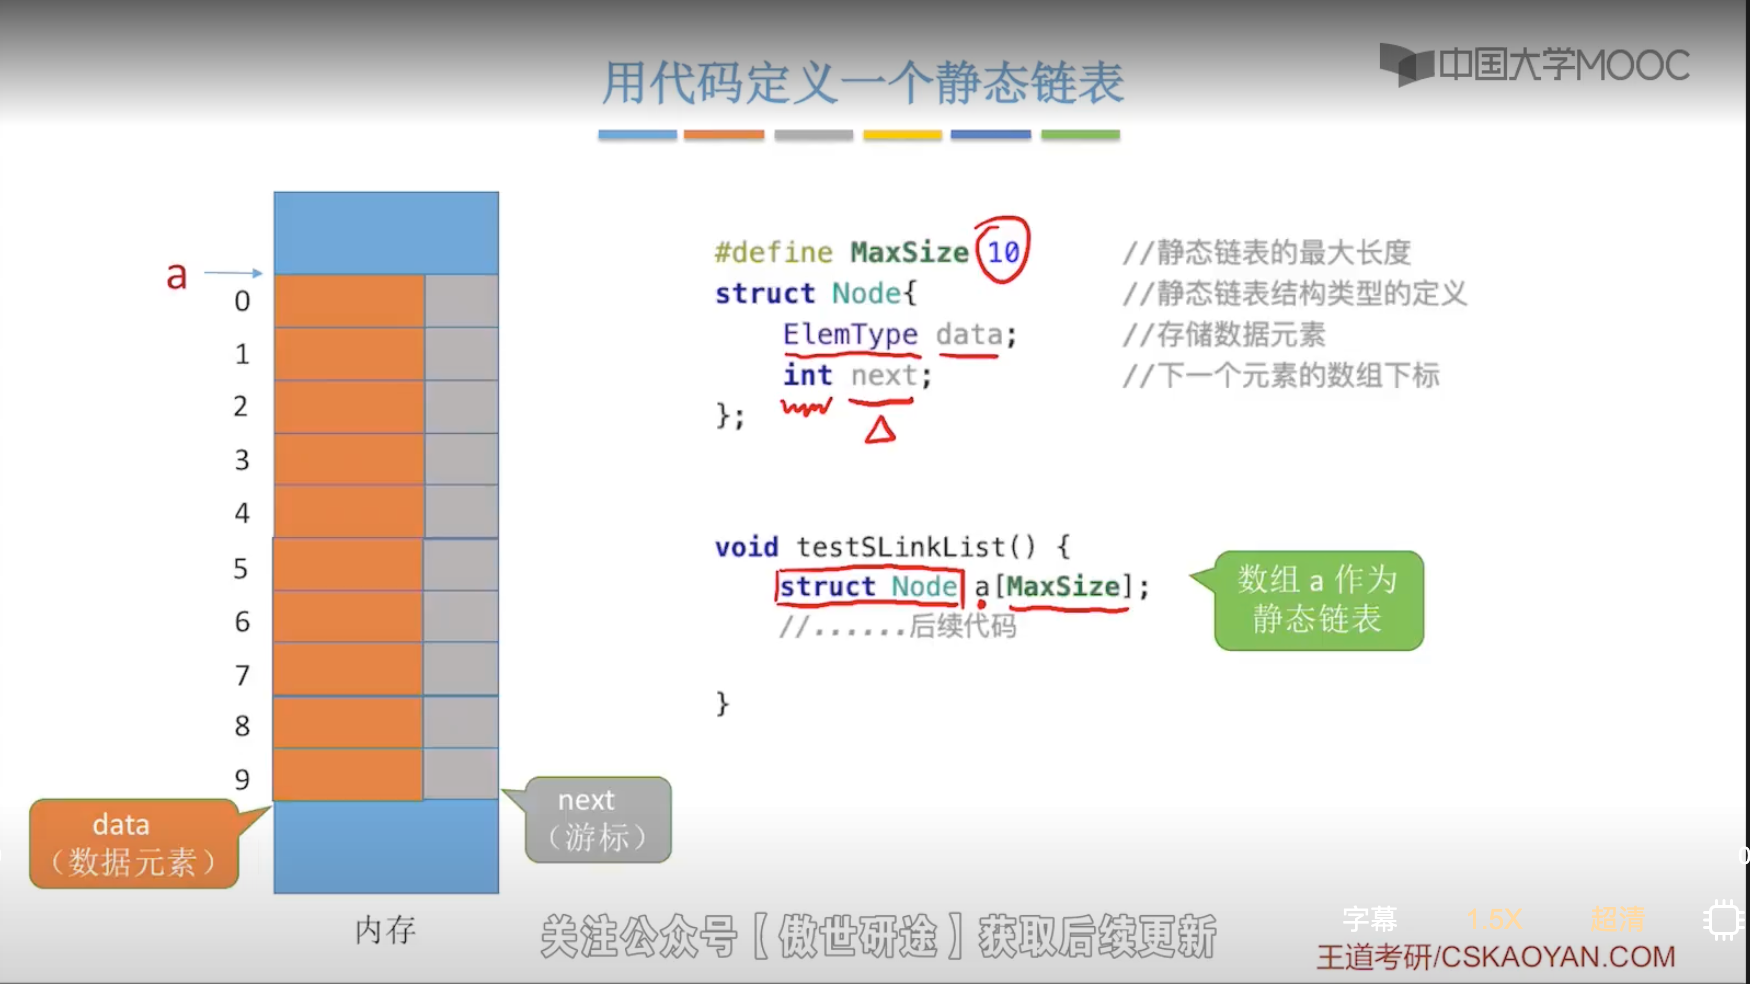 中国大学MOOC
用代码定义一个静态链表
a
0
1
2
3
4
5
6
7
8
9
data
（数据元素）
next
（游标）
内存
#define MaxSize 10 //静态链表的最大长度
struct Node{ //静态链表结构类型的定义
ElemType data; //存储数据元素
int next; //下一个元素的数组下标
};
void testSLinkList() {
struct Node a[MaxSize];
//......后续代码
}
数组 a 作为
静态链表
关注公众号【傲世研途】获取后续更新
字幕
1.5X
超清
王道考研/CSKAOYAN.COM